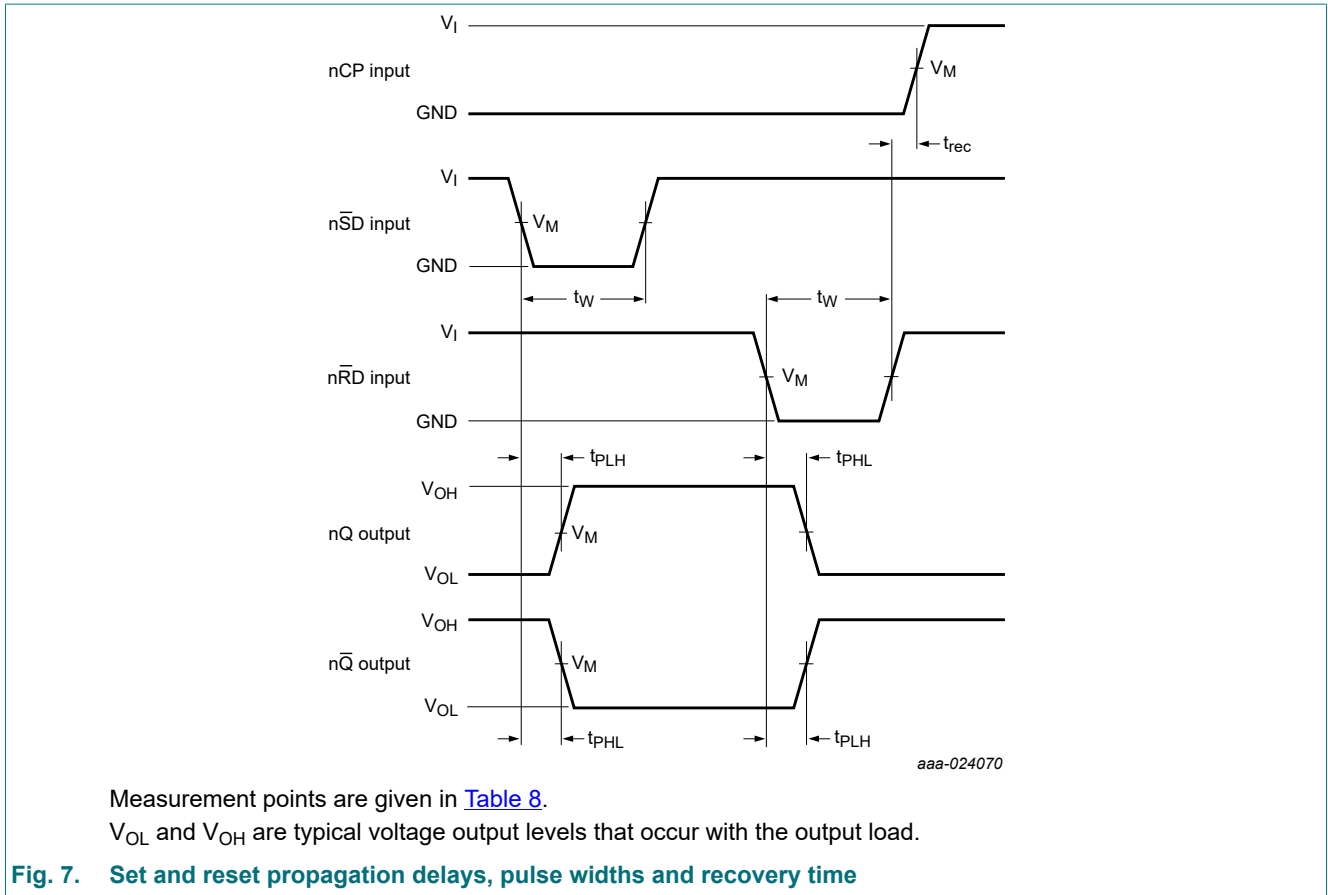 V_I
nCP input
V_M
GND
t_rec
V_I
nS̅D input
V_M
GND
t_W
t_W
V_I
nR̅D input
V_M
GND
t_PLH
t_PHL
V_OH
nQ output
V_M
V_OL
V_OH
nQ̅ output
V_M
V_OL
t_PHL
t_PLH
aaa-024070
Measurement points are given in Table 8.
V_OL and V_OH are typical voltage output levels that occur with the output load.
Fig. 7. Set and reset propagation delays, pulse widths and recovery time